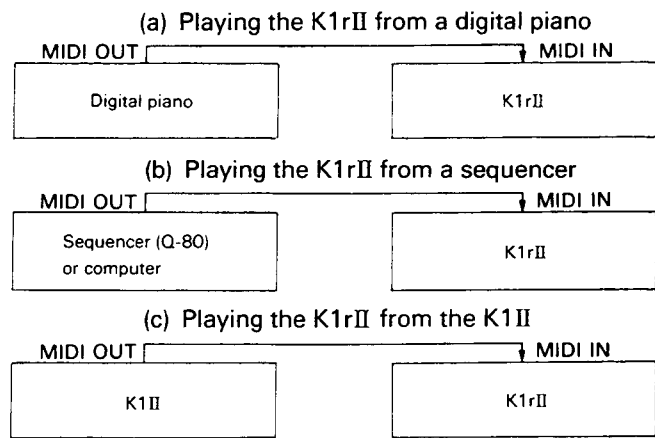 (a) Playing the K1rII from a digital piano
MIDI OUT MIDI IN
Digital piano K1rII
(b) Playing the K1rII from a sequencer
MIDI OUT MIDI IN
Sequencer (Q-80)
or computer
K1rII
(c) Playing the K1rII from the K1II
MIDI OUT MIDI IN
K1II K1rII